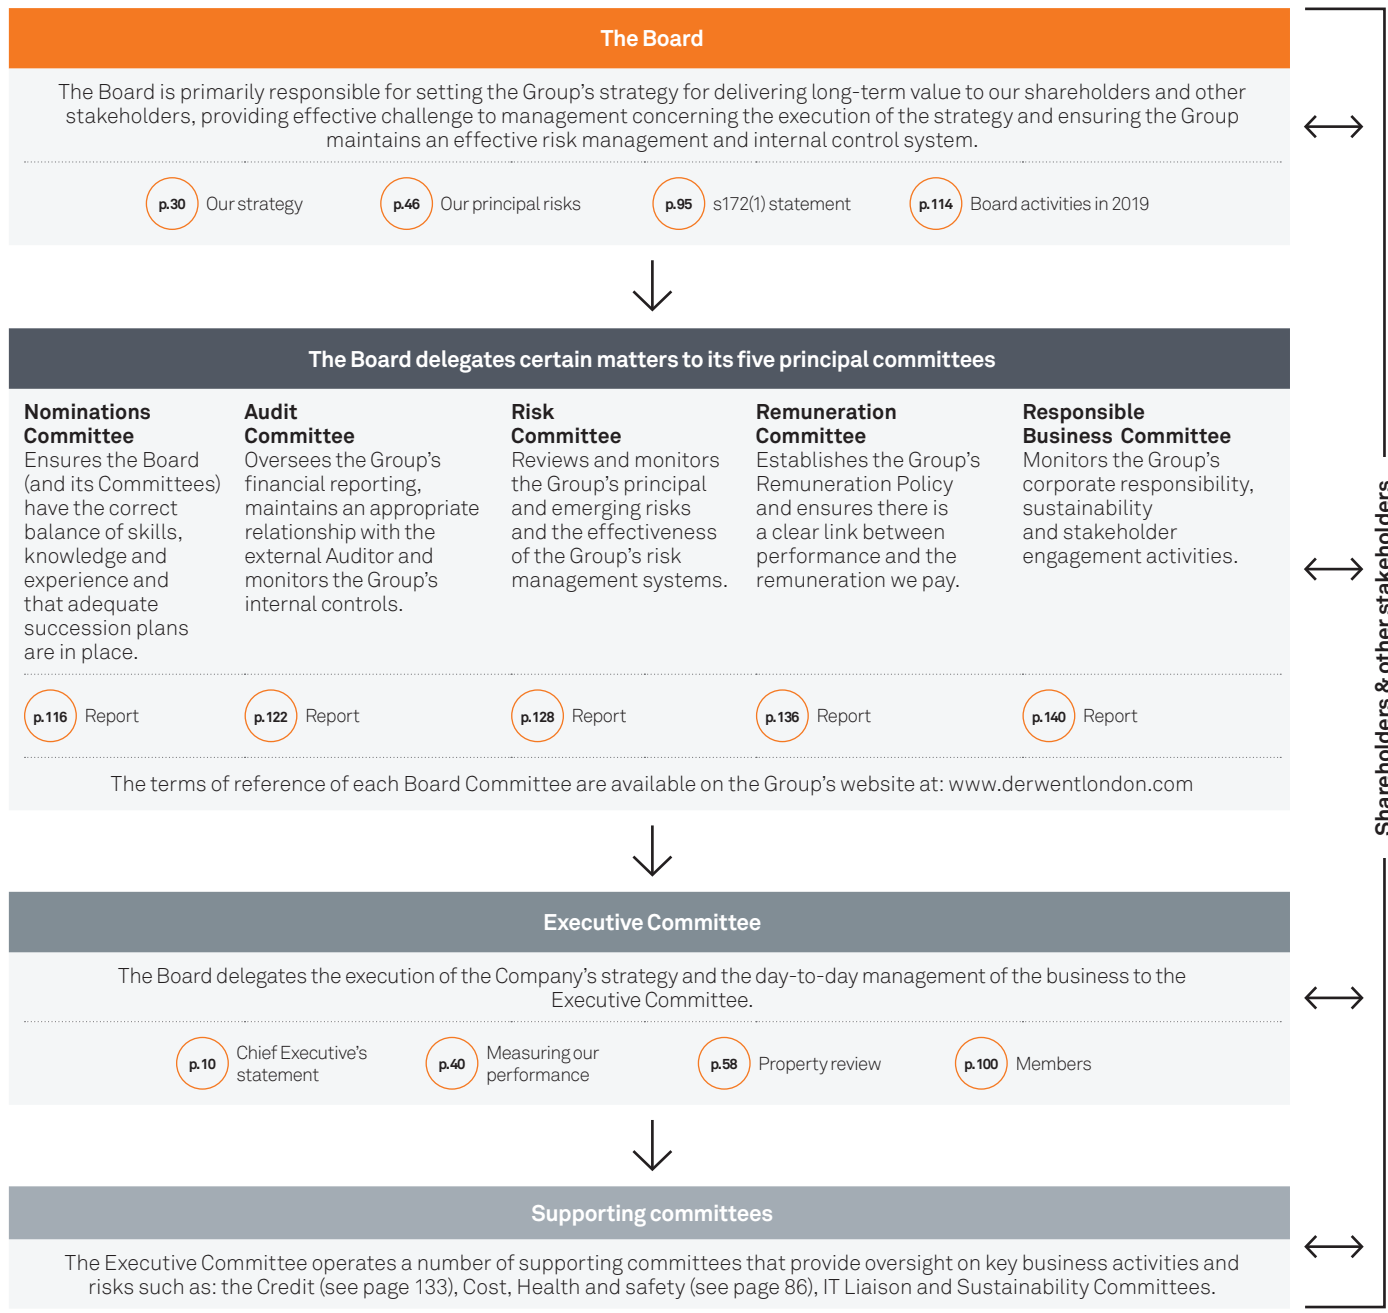 The Board
The Board is primarily responsible for setting the Group's strategy for delivering long-term value to our shareholders and other
stakeholders, providing effective challenge to management concerning the execution of the strategy and ensuring the Group
maintains an effective risk management and internal control system.
p.30 Our strategy
p.46 Our principal risks
p.95 s172(1) statement
p.114 Board activities in 2019
The Board delegates certain matters to its five principal committees
Nominations
Committee
Ensures the Board
(and its Committees)
have the correct
balance of skills,
knowledge and
experience and
that adequate
succession plans
are in place.
p.116 Report
Audit
Committee
Oversees the Group's
financial reporting,
maintains an appropriate
relationship with the
external Auditor and
monitors the Group's
internal controls.
p.122 Report
Risk
Committee
Reviews and monitors
the Group's principal
and emerging risks
and the effectiveness
of the Group's risk
management systems.
p.128 Report
Remuneration
Committee
Establishes the Group's
Remuneration Policy
and ensures there is
a clear link between
performance and the
remuneration we pay.
p.136 Report
Responsible
Business Committee
Monitors the Group's
corporate responsibility,
sustainability
and stakeholder
engagement activities.
p.140 Report
The terms of reference of each Board Committee are available on the Group's website at: www.derwentlondon.com
Executive Committee
The Board delegates the execution of the Company's strategy and the day-to-day management of the business to the
Executive Committee.
p.10 Chief Executive's
statement
p.40 Measuring our
performance
p.58 Property review
p.100 Members
Supporting committees
The Executive Committee operates a number of supporting committees that provide oversight on key business activities and
risks such as: the Credit (see page 133), Cost, Health and safety (see page 86), IT Liaison and Sustainability Committees.
Shareholders & other stakeholders